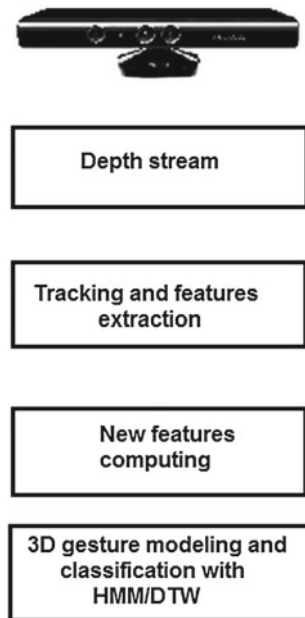 Depth stream
Tracking and features
extraction
New features
computing
3D gesture modeling and
classification with
HMM/DTW